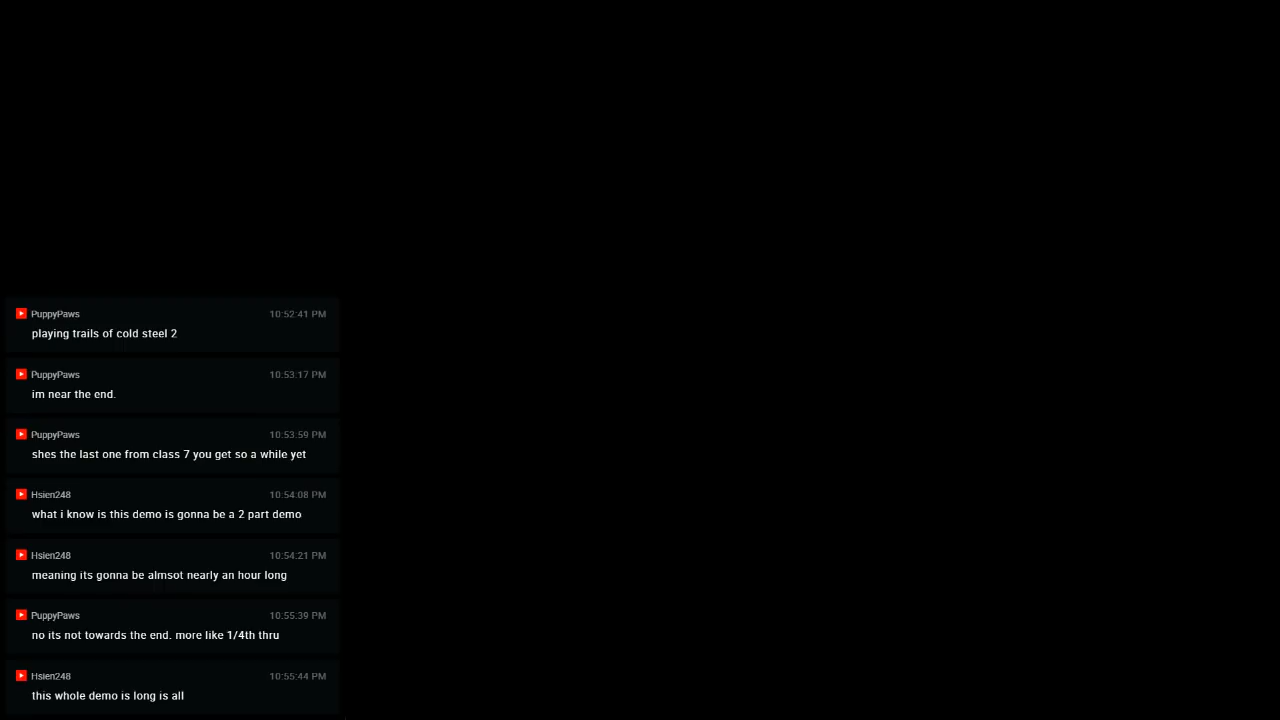 PuppyPaws 10:52:41 PM
playing trails of cold steel 2
PuppyPaws 10:53:17 PM
im near the end.
PuppyPaws 10:53:59 PM
shes the last one from class 7 you get so a while yet
Hsien248 10:54:08 PM
what i know is this demo is gonna be a 2 part demo
Hsien248 10:54:21 PM
meaning its gonna be almsot nearly an hour long
PuppyPaws 10:55:39 PM
no its not towards the end. more like 1/4th thru
Hsien248 10:55:44 PM
this whole demo is long is all